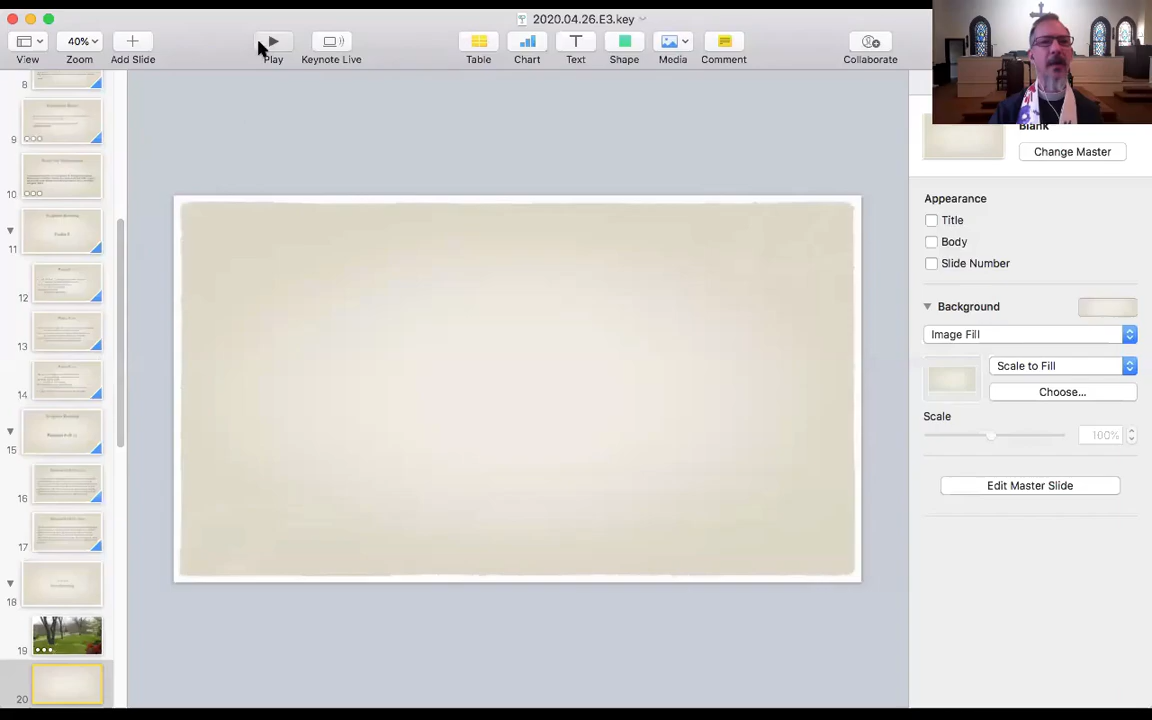 2020.04.26.E3.key
View
40%
Zoom
Add Slide
Play
Keynote Live
Table
Chart
Text
Shape
Media
Comment
Collaborate
Blank
Change Master
Appearance
Title
Body
Slide Number
Background
Image Fill
Scale to Fill
Choose...
Scale
100%
Edit Master Slide
8
9
10
11
12
13
14
15
16
17
18
19
20